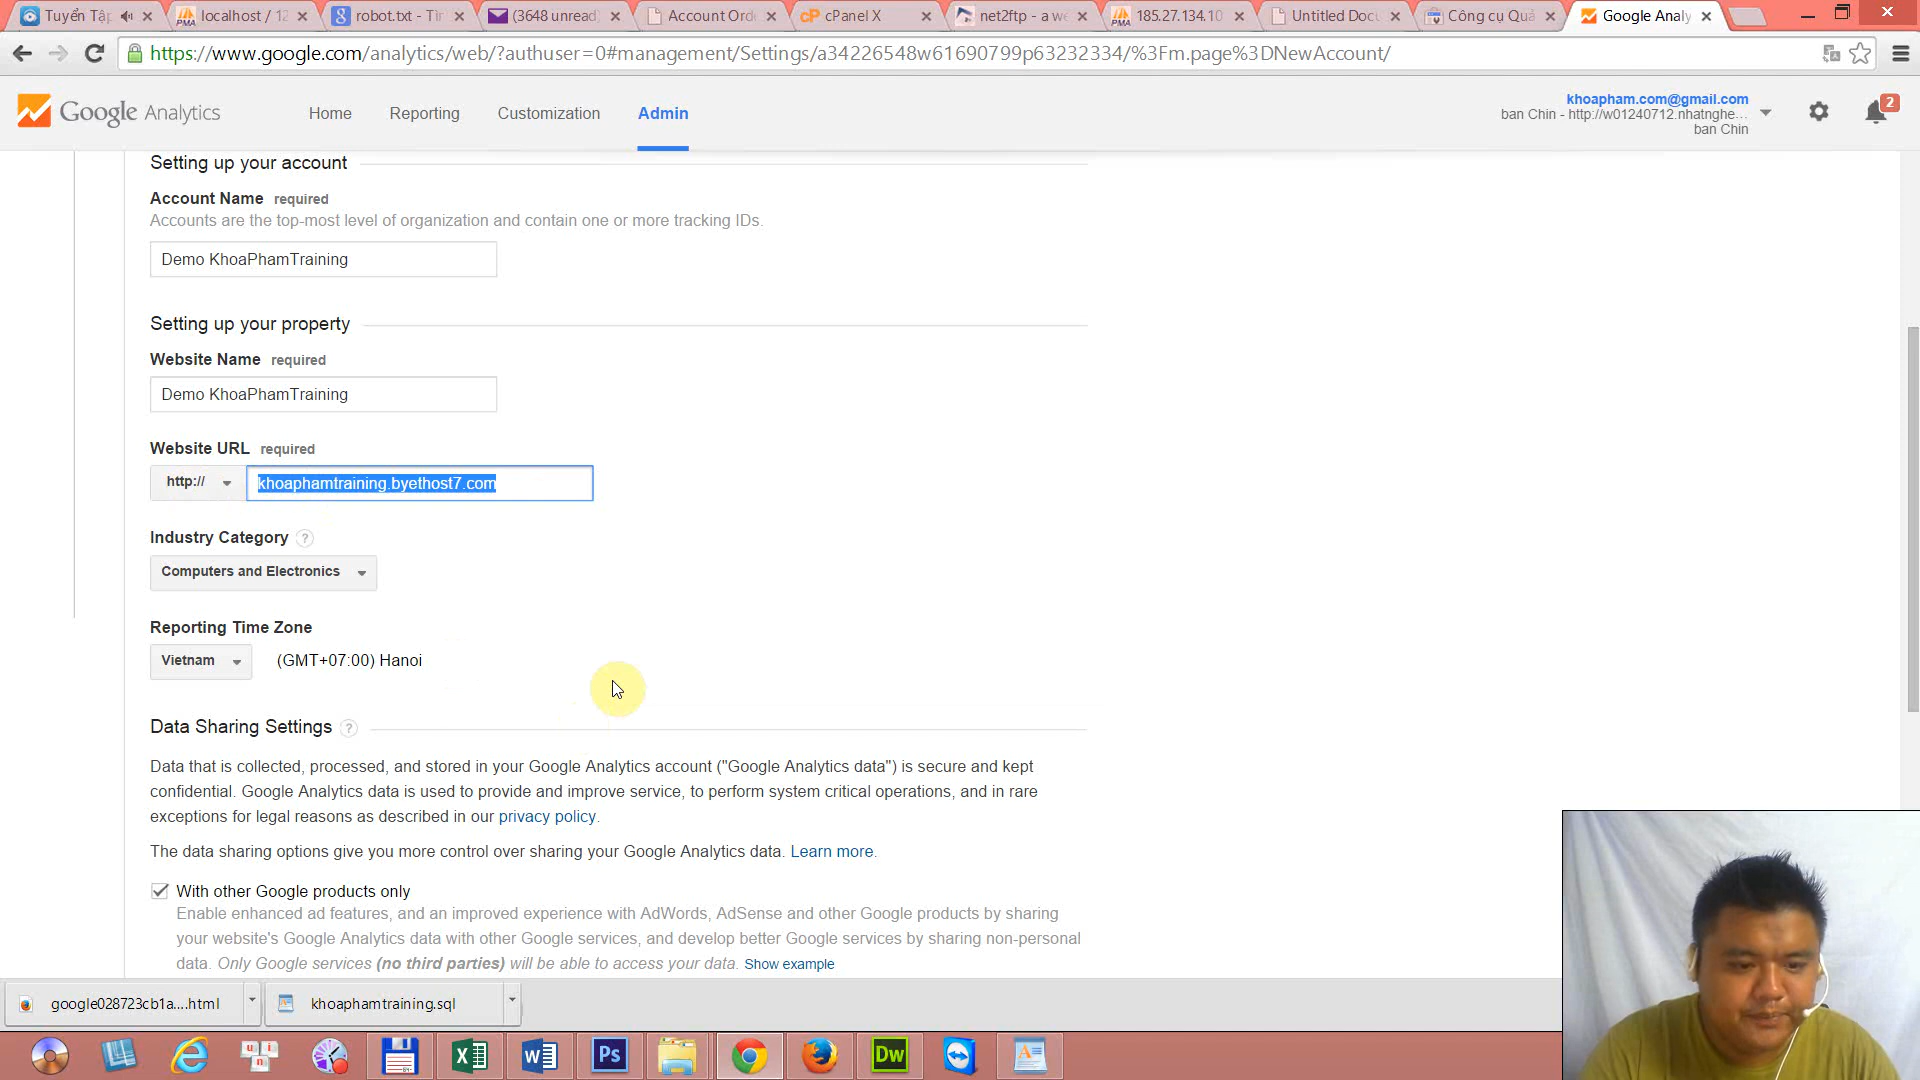 Tuyển Tập
localhost / 12
robot.txt - Tìr
(3648 unread)
Account Ord
cPanel X
net2ftp - a we
185.27.134.10
Untitled Docu
Công cụ Quả
Google Analy
https://www.google.com/analytics/web/?authuser=0#management/Settings/a34226548w61690799p63232334/%3Fm.page%3DNewAccount/
Google Analytics
Home
Reporting
Customization
Admin
khoapham.com@gmail.com
ban Chin - http://w01240712.nhatnghe...
ban Chin
2
Setting up your account
Account Name required
Accounts are the top-most level of organization and contain one or more tracking IDs.
Demo KhoaPhamTraining
Setting up your property
Website Name required
Demo KhoaPhamTraining
Website URL required
http://
khoaphamtraining.byethost7.com
Industry Category ?
Computers and Electronics
Reporting Time Zone
Vietnam
(GMT+07:00) Hanoi
Data Sharing Settings ?
Data that is collected, processed, and stored in your Google Analytics account ("Google Analytics data") is secure and kept
confidential. Google Analytics data is used to provide and improve service, to perform system critical operations, and in rare
exceptions for legal reasons as described in our privacy policy.
The data sharing options give you more control over sharing your Google Analytics data. Learn more.
With other Google products only
Enable enhanced ad features, and an improved experience with AdWords, AdSense and other Google products by sharing
your website's Google Analytics data with other Google services, and develop better Google services by sharing non-personal
data. Only Google services (no third parties) will be able to access your data. Show example
google028723cb1a....html
khoaphamtraining.sql
Ps
Dw